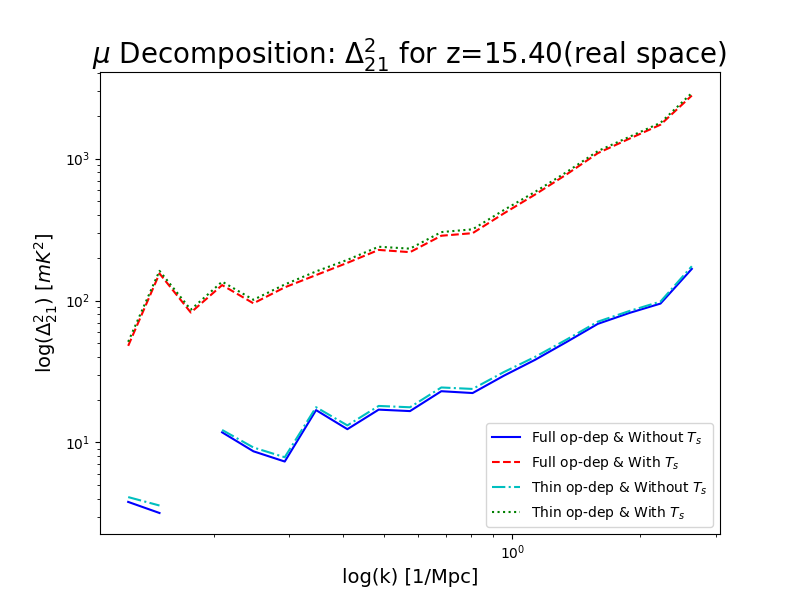 μ Decomposition: Δ²₂₁ for z=15.40(real space)
log(Δ²₂₁) [mK²]
10³
10²
10¹
Full op-dep & Without Tₛ
Full op-dep & With Tₛ
Thin op-dep & Without Tₛ
Thin op-dep & With Tₛ
10⁰
log(k) [1/Mpc]